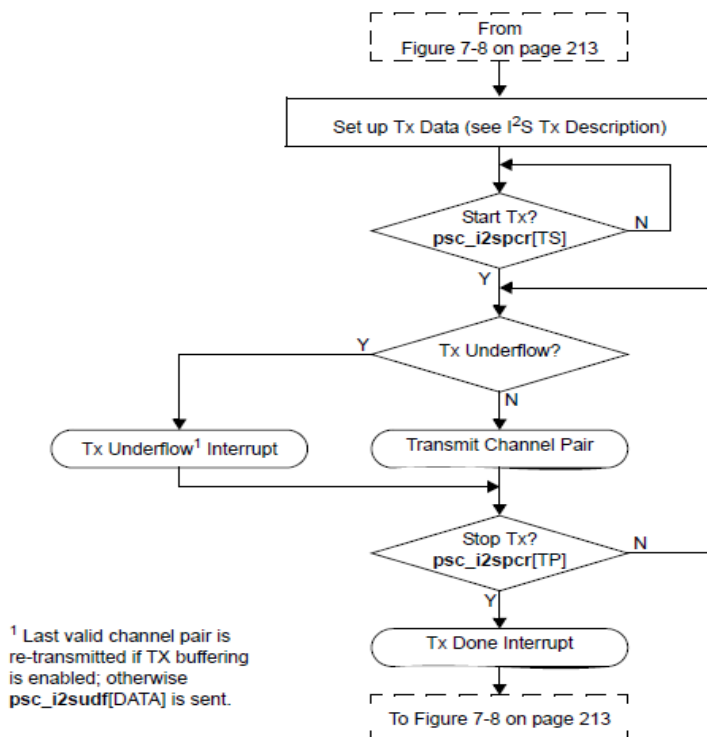 From
Figure 7-8 on page 213
Set up Tx Data (see I²S Tx Description)
Start Tx?
psc_i2spcr[TS]
N
Y
Tx Underflow?
Y
N
Tx Underflow¹ Interrupt
Transmit Channel Pair
Stop Tx?
psc_i2spcr[TP]
N
Y
Tx Done Interrupt
¹ Last valid channel pair is
re-transmitted if TX buffering
is enabled; otherwise
psc_i2sudf[DATA] is sent.
To Figure 7-8 on page 213